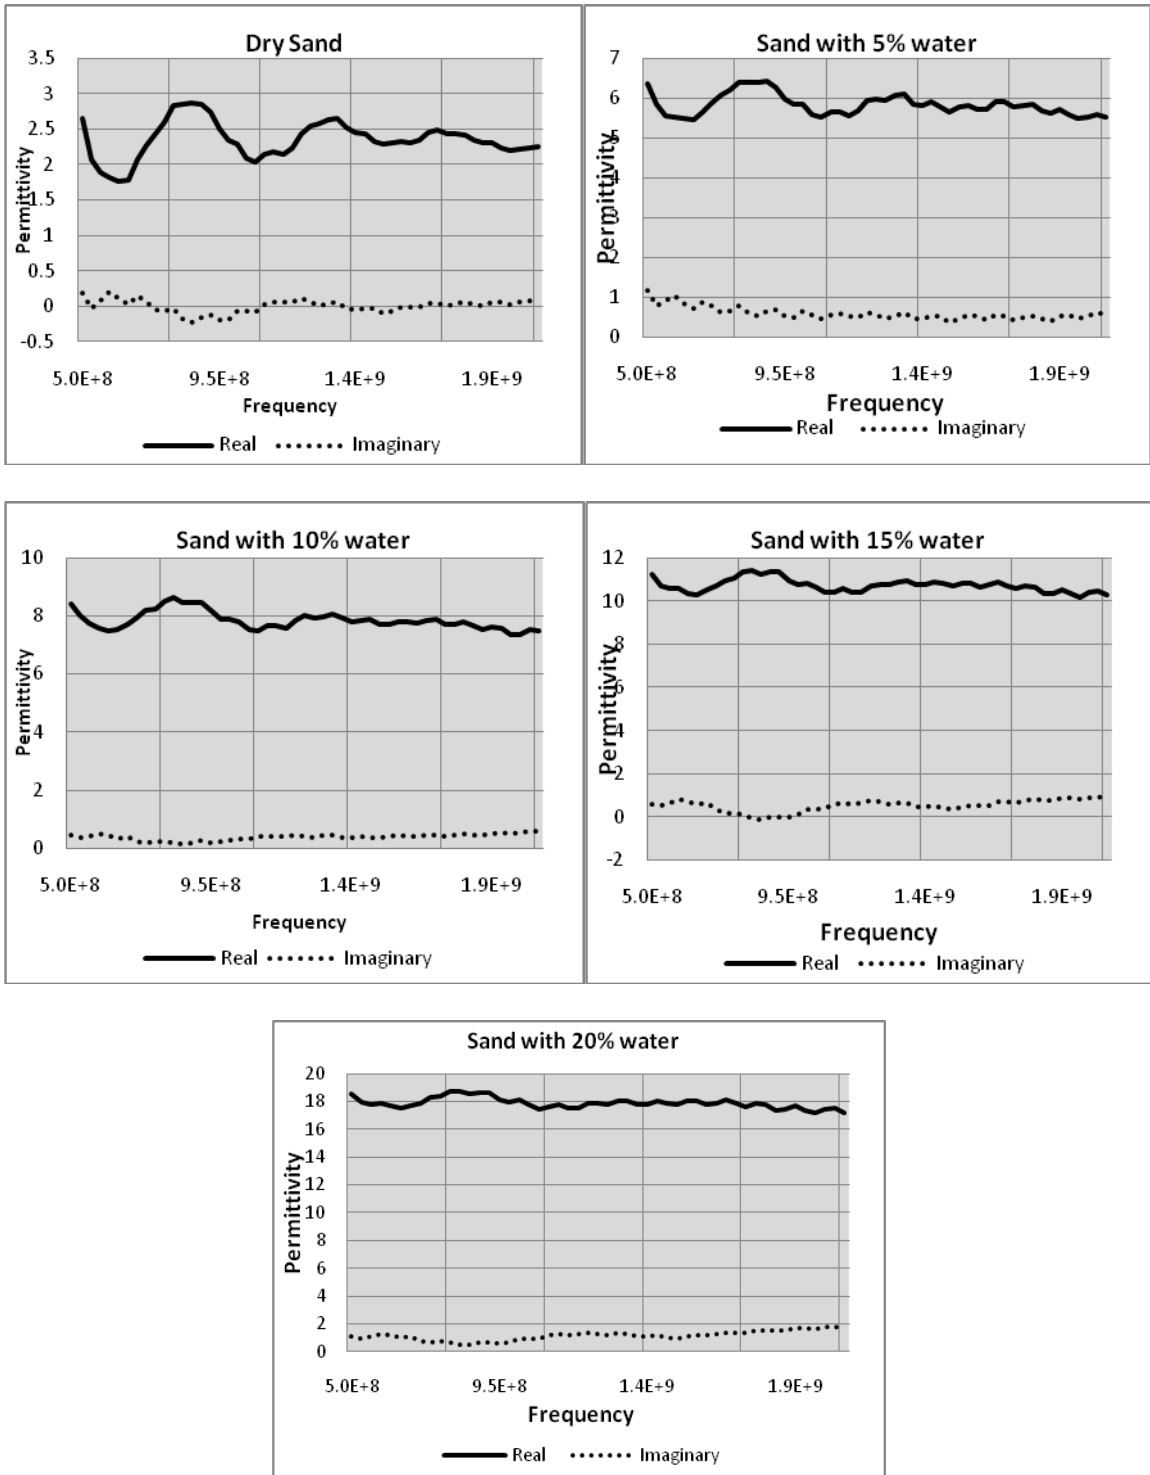 Dry Sand
3.5
3
2.5
2
1.5
1
0.5
0
-0.5
Permittivity
5.0E+8 9.5E+8 1.4E+9 1.9E+9
Frequency
Real Imaginary
Sand with 5% water
7
6
5
4
3
2
1
0
Permittivity
5.0E+8 9.5E+8 1.4E+9 1.9E+9
Frequency
Real Imaginary
Sand with 10% water
10
8
6
4
2
0
Permittivity
5.0E+8 9.5E+8 1.4E+9 1.9E+9
Frequency
Real Imaginary
Sand with 15% water
12
10
8
6
4
2
0
-2
Permittivity
5.0E+8 9.5E+8 1.4E+9 1.9E+9
Frequency
Real Imaginary
Sand with 20% water
20
18
16
14
12
10
8
6
4
2
0
Permittivity
5.0E+8 9.5E+8 1.4E+9 1.9E+9
Frequency
Real Imaginary